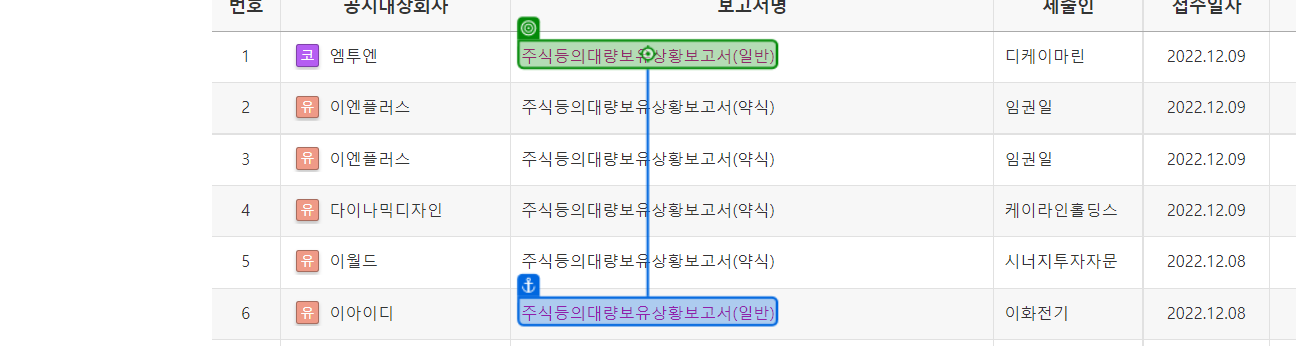 번호 공시대상회사 보고서명 제출인 접수일자
1 코 엠투엔 주식등의대량보유상황보고서(일반) 디케이마린 2022.12.09
2 유 이엔플러스 주식등의대량보유상황보고서(약식) 임권일 2022.12.09
3 유 이엔플러스 주식등의대량보유상황보고서(약식) 임권일 2022.12.09
4 유 다이나믹디자인 주식등의대량보유상황보고서(약식) 케이라인홀딩스 2022.12.09
5 유 이월드 주식등의대량보유상황보고서(약식) 시너지투자자문 2022.12.08
6 유 이아이디 주식등의대량보유상황보고서(일반) 이화전기 2022.12.08